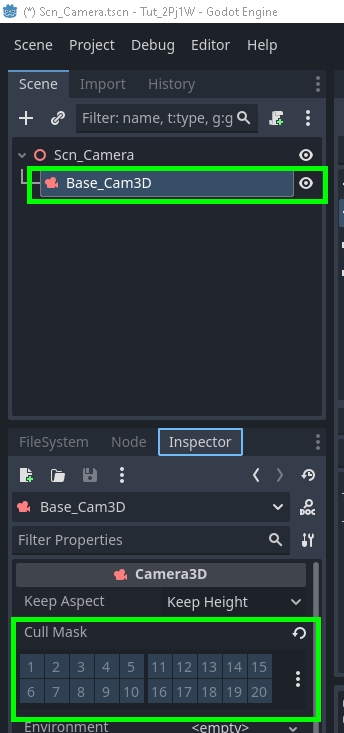 (*) Scn_Camera.tscn - Tut_2Pj1W - Godot Engine
Scene Project Debug Editor Help
Scene Import History
Filter: name, t:type, g:g
Scn_Camera
Base_Cam3D
FileSystem Node Inspector
Base_Cam3D
DOC
Filter Properties
Camera3D
Keep Aspect Keep Height
Cull Mask
1 2 3 4 5 11 12 13 14 15
6 7 8 9 10 16 17 18 19 20
Environment <empty>